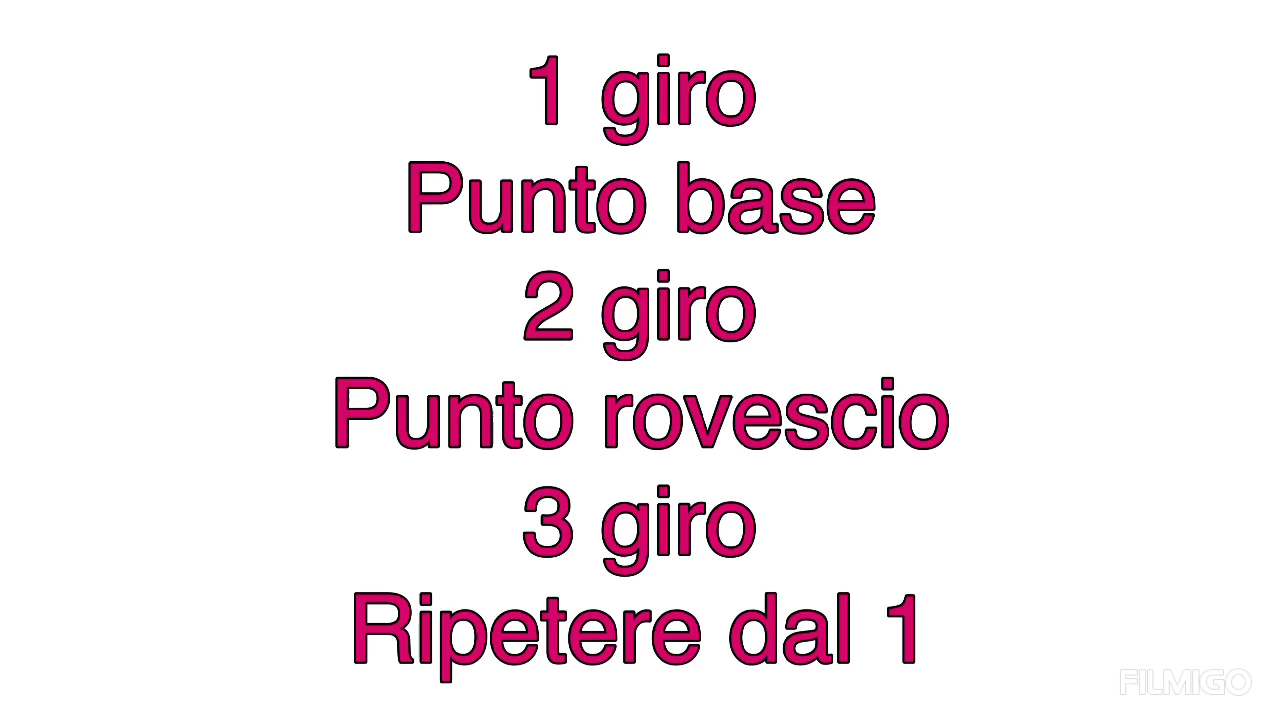 1 giro
Punto base
2 giro
Punto rovescio
3 giro
Ripetere dal 1
FILMIGO